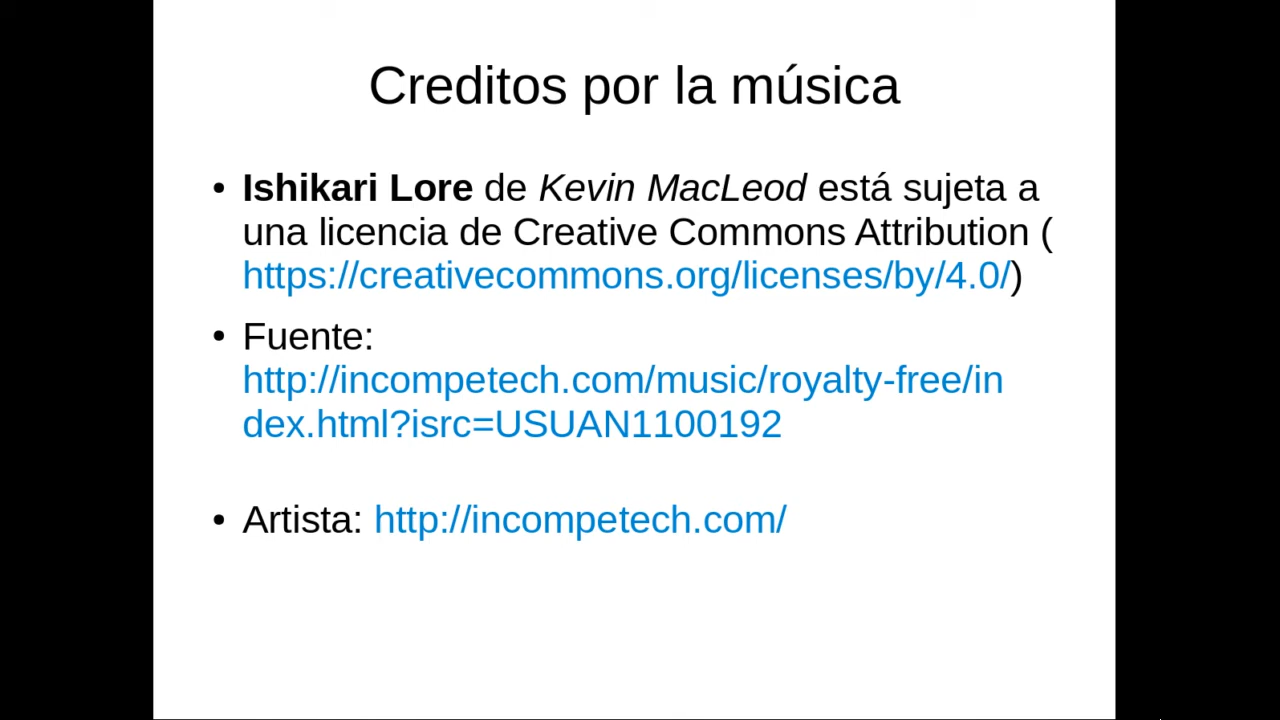 Creditos por la música
• Ishikari Lore de Kevin MacLeod está sujeta a
una licencia de Creative Commons Attribution (
https://creativecommons.org/licenses/by/4.0/)
• Fuente:
http://incompetech.com/music/royalty-free/in
dex.html?isrc=USUAN1100192
• Artista: http://incompetech.com/